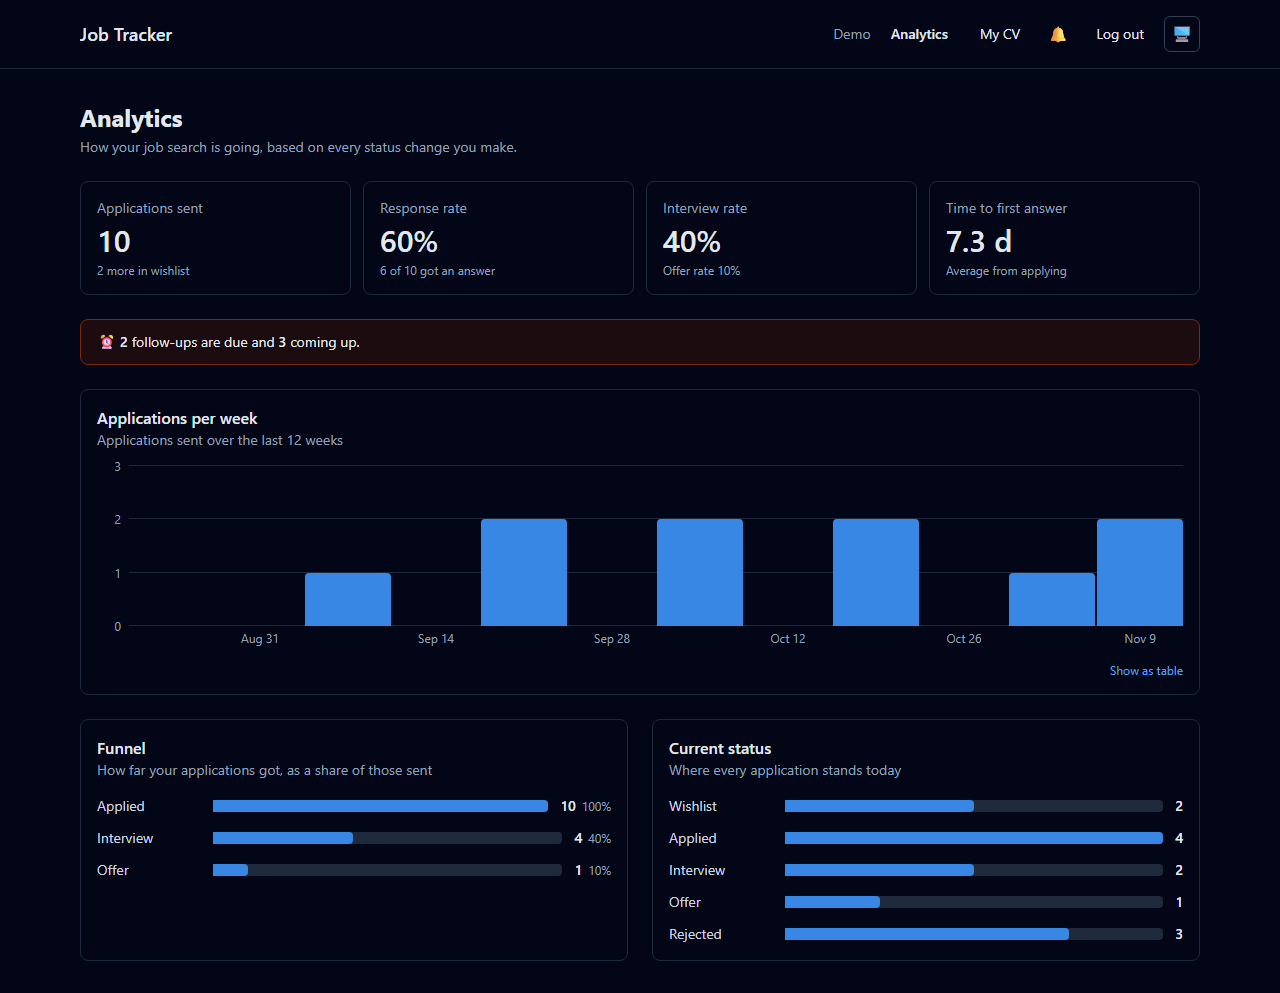 Job Tracker
Demo Analytics My CV Log out
Analytics
How your job search is going, based on every status change you make.
Applications sent
10
2 more in wishlist
Response rate
60%
6 of 10 got an answer
Interview rate
40%
Offer rate 10%
Time to first answer
7.3 d
Average from applying
2 follow-ups are due and 3 coming up.
Applications per week
Applications sent over the last 12 weeks
3
2
1
0
Aug 31 Sep 14 Sep 28 Oct 12 Oct 26 Nov 9
Show as table
Funnel
How far your applications got, as a share of those sent
Applied 10 100%
Interview 4 40%
Offer 1 10%
Current status
Where every application stands today
Wishlist 2
Applied 4
Interview 2
Offer 1
Rejected 3